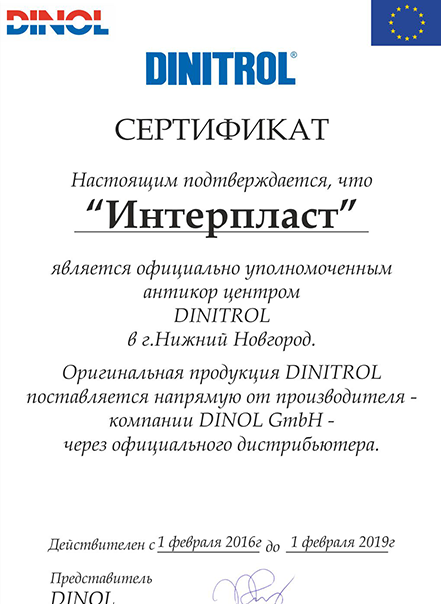 DINOL
DINITROL®
СЕРТИФИКАТ
Настоящим подтверждается, что
“Интерпласт”
является официально уполномоченным
антикор центром
DINITROL
в г.Нижний Новгород.
Оригинальная продукция DINITROL
поставляется напрямую от производителя -
компании DINOL GmbH -
через официального дистрибьютера.
Действителен с 1 февраля 2016г до 1 февраля 2019г
Представитель
DINOL